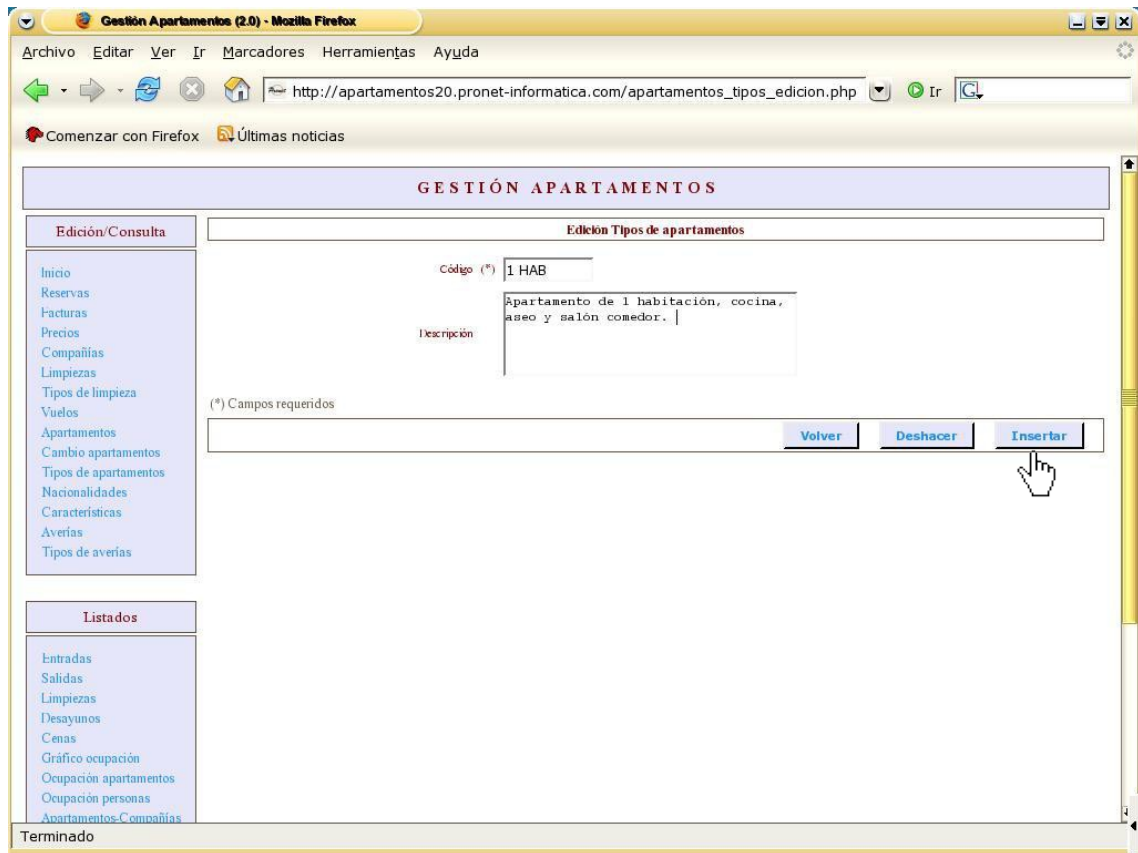 Gestión Apartamentos (2.0) - Mozilla Firefox
Archivo Editar Ver Ir Marcadores Herramientas Ayuda
http://apartamentos20.pronet-informatica.com/apartamentos_tipos_edicion.php Ir
Comenzar con Firefox Últimas noticias
GESTIÓN APARTAMENTOS
Edición/Consulta
Inicio
Reservas
Facturas
Precios
Compañías
Limpiezas
Tipos de limpieza
Vuelos
Apartamentos
Cambio apartamentos
Tipos de apartamentos
Nacionalidades
Características
Averías
Tipos de averías
Listados
Entradas
Salidas
Limpiezas
Desayunos
Cenas
Gráfico ocupación
Ocupación apartamentos
Ocupación personas
Apartamentos-Compañías
Edición Tipos de apartamentos
Código (*) 1 HAB
Descripción
Apartamento de 1 habitación, cocina,
aseo y salón comedor.
(*) Campos requeridos
Volver Deshacer Insertar
Terminado